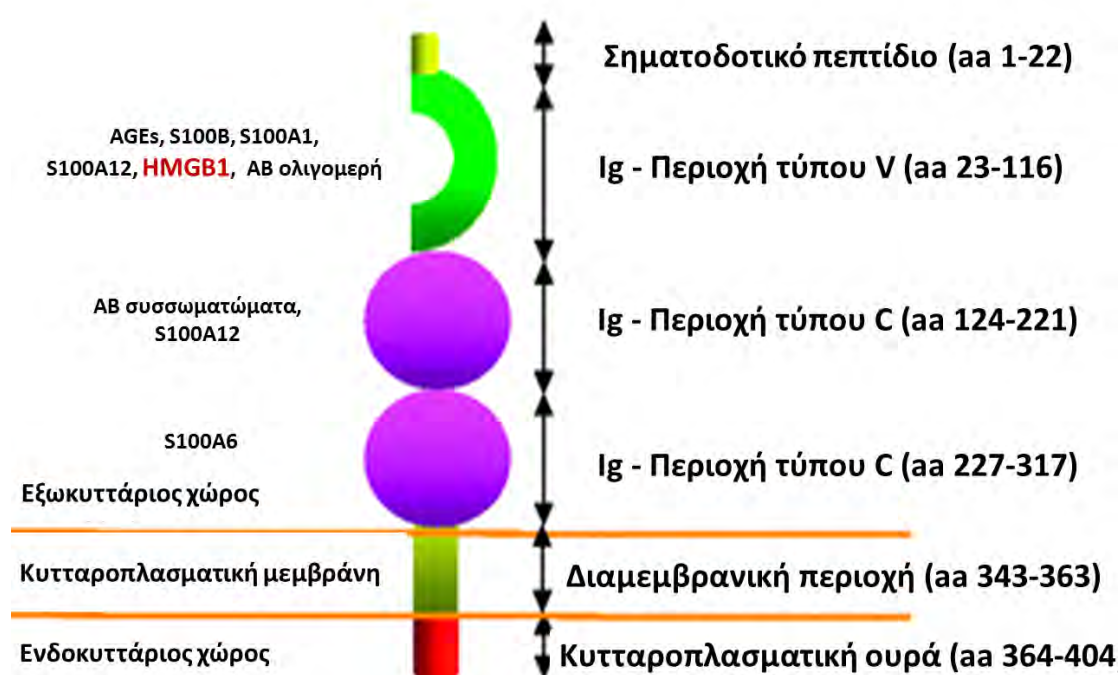 Σηματοδοτικό πεπτίδιο (aa 1-22)
AGEs, S100B, S100A1,
S100A12, HMGB1, AB ολιγομερή
Ig - Περιοχή τύπου V (aa 23-116)
AB συσσωματώματα,
S100A12
Ig - Περιοχή τύπου C (aa 124-221)
S100A6
Ig - Περιοχή τύπου C (aa 227-317)
Εξωκυττάριος χώρος
Κυτταροπλασματική μεμβράνη
Διαμεμβρανική περιοχή (aa 343-363)
Ενδοκυττάριος χώρος
Κυτταροπλασματική ουρά (aa 364-404